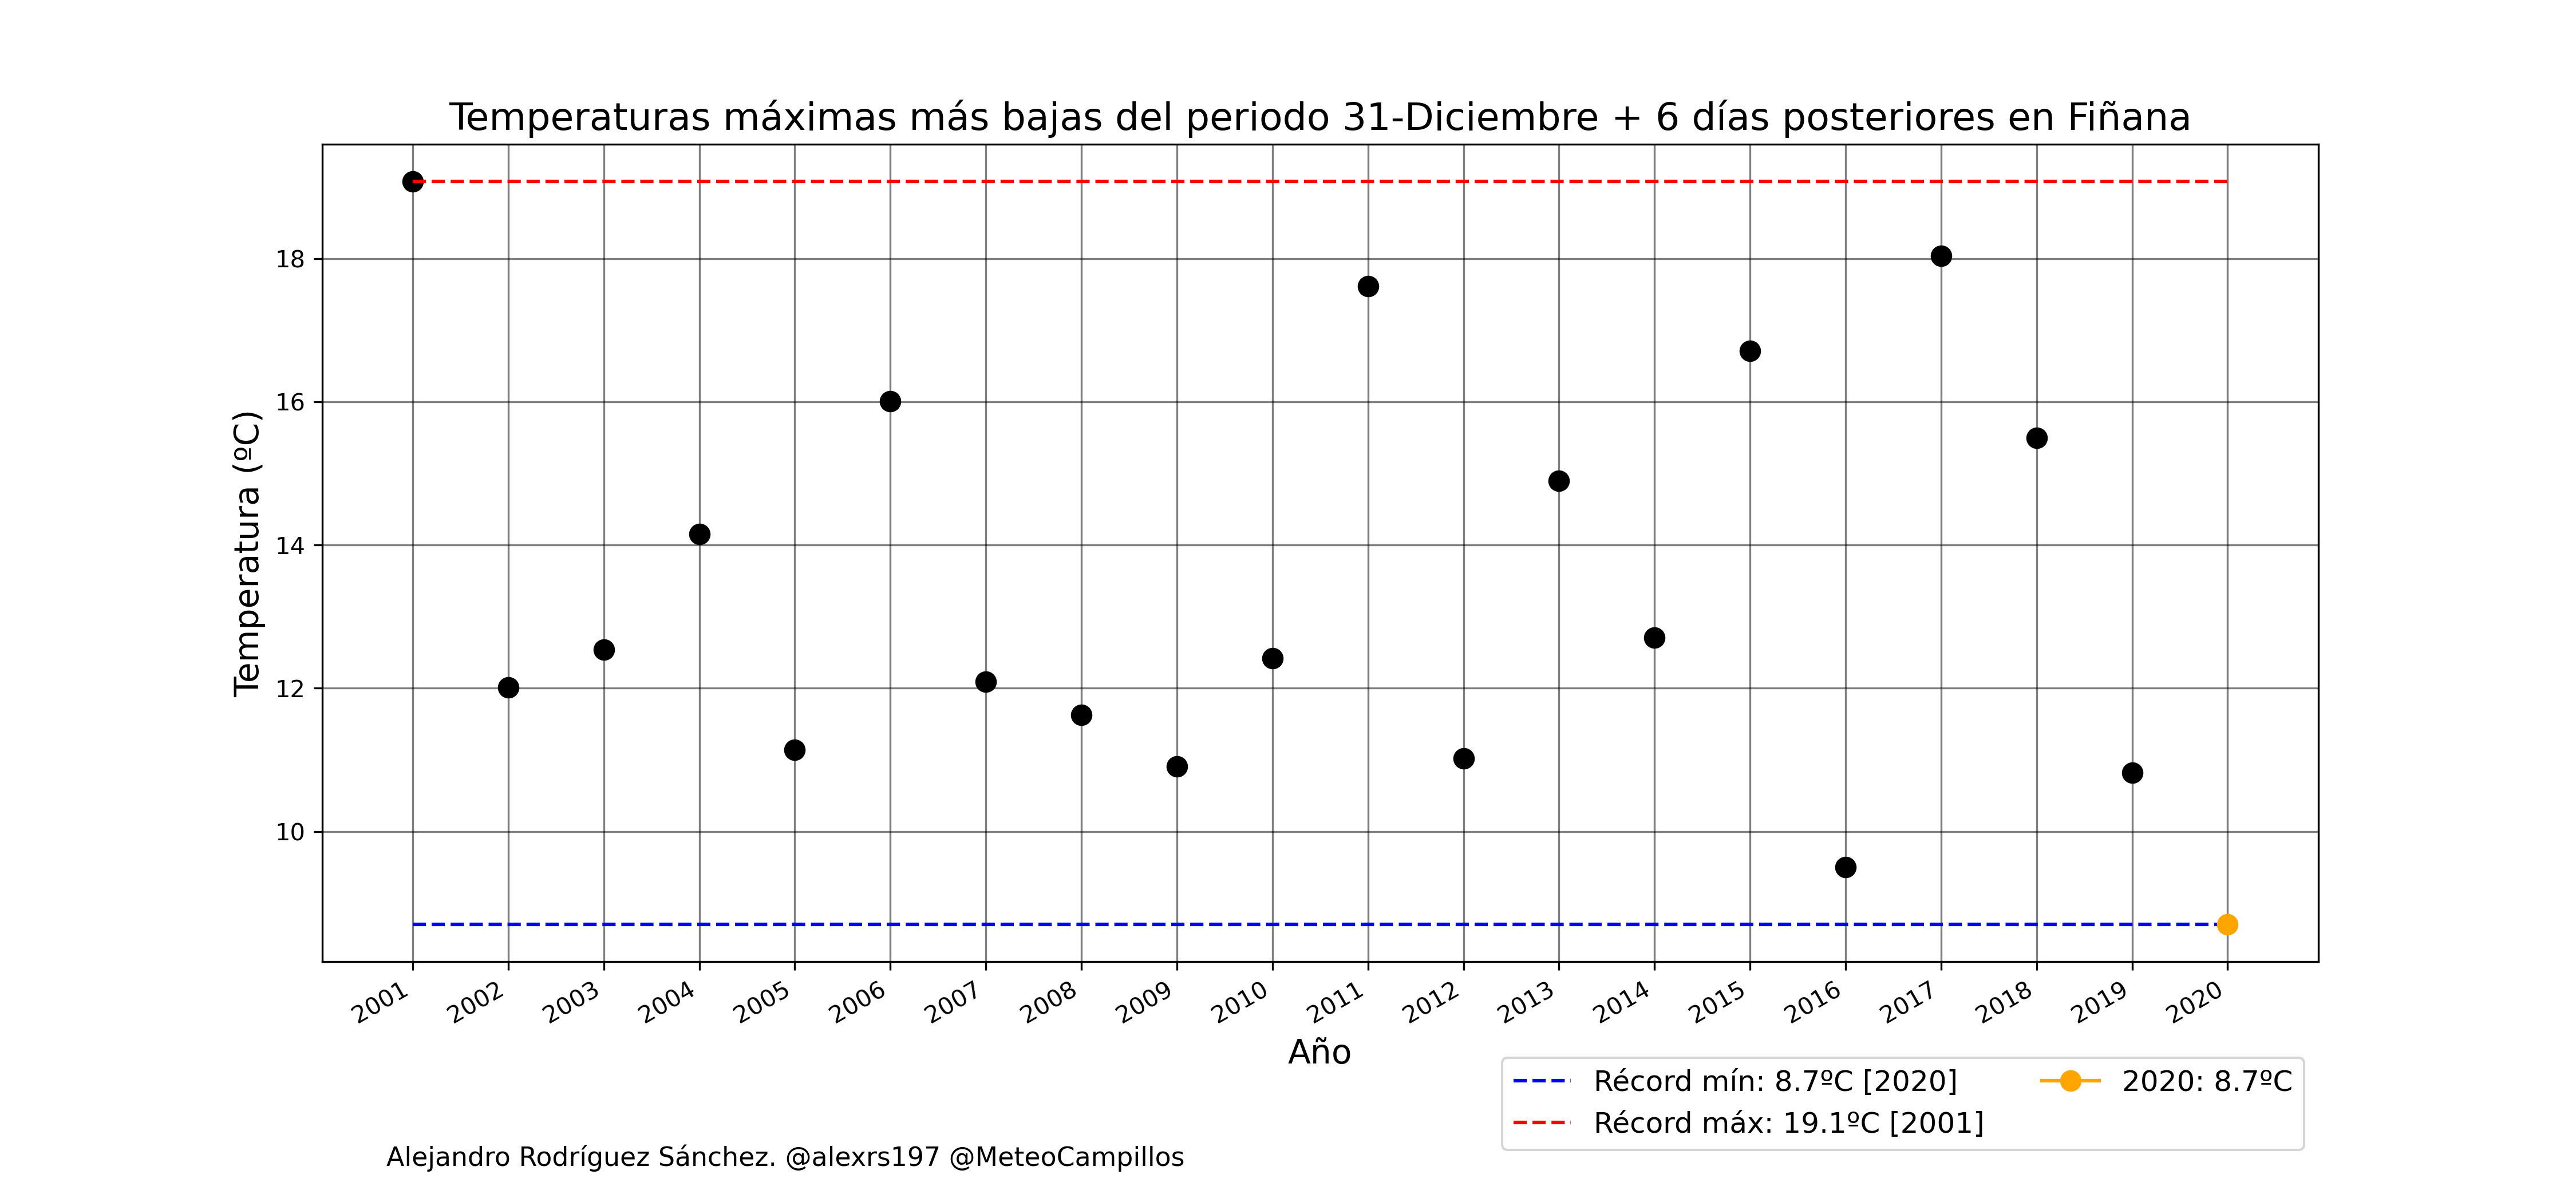 Temperaturas máximas más bajas del periodo 31-Diciembre + 6 días posteriores en Fiñana
Temperatura (ºC)
18
16
14
12
10
2001 2002 2003 2004 2005 2006 2007 2008 2009 2010 2011 2012 2013 2014 2015 2016 2017 2018 2019 2020
Año
Récord mín: 8.7ºC [2020]
Récord máx: 19.1ºC [2001]
2020: 8.7ºC
Alejandro Rodríguez Sánchez. @alexrs197 @MeteoCampillos